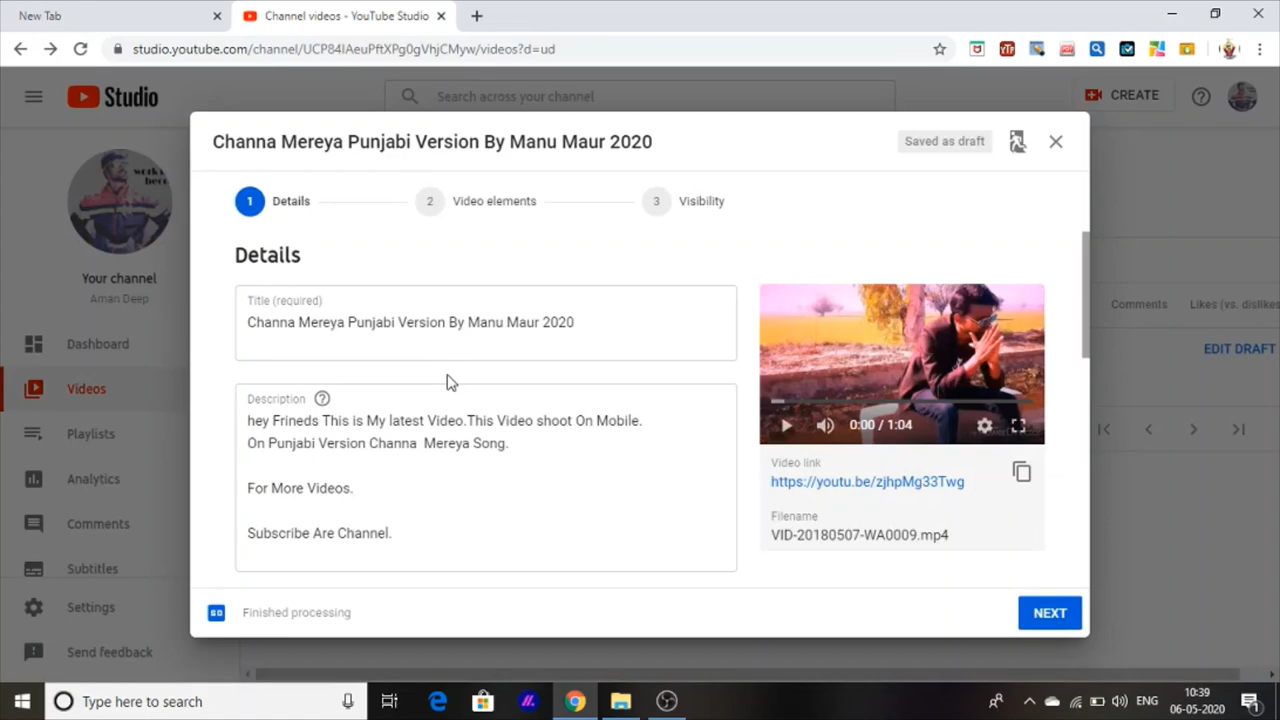 New Tab
Channel videos - YouTube Studio
studio.youtube.com/channel/UCP84IAeuPftXPg0gVhjCMyw/videos?d=ud
Studio
Search across your channel
CREATE
Channa Mereya Punjabi Version By Manu Maur 2020
Saved as draft
1 Details
2 Video elements
3 Visibility
Details
Title (required)
Channa Mereya Punjabi Version By Manu Maur 2020
Description
hey Frineds This is My latest Video.This Video shoot On Mobile.
On Punjabi Version Channa  Mereya Song.
For More Videos.
Subscribe Are Channel.
0:00 / 1:04
Video link
https://youtu.be/zjhpMg33Twg
Filename
VID-20180507-WA0009.mp4
Finished processing
NEXT
Your channel
Aman Deep
Dashboard
Videos
Playlists
Analytics
Comments
Subtitles
Settings
Send feedback
Comments
Likes (vs. dislikes
EDIT DRAFT
Type here to search
ENG
10:39
06-05-2020